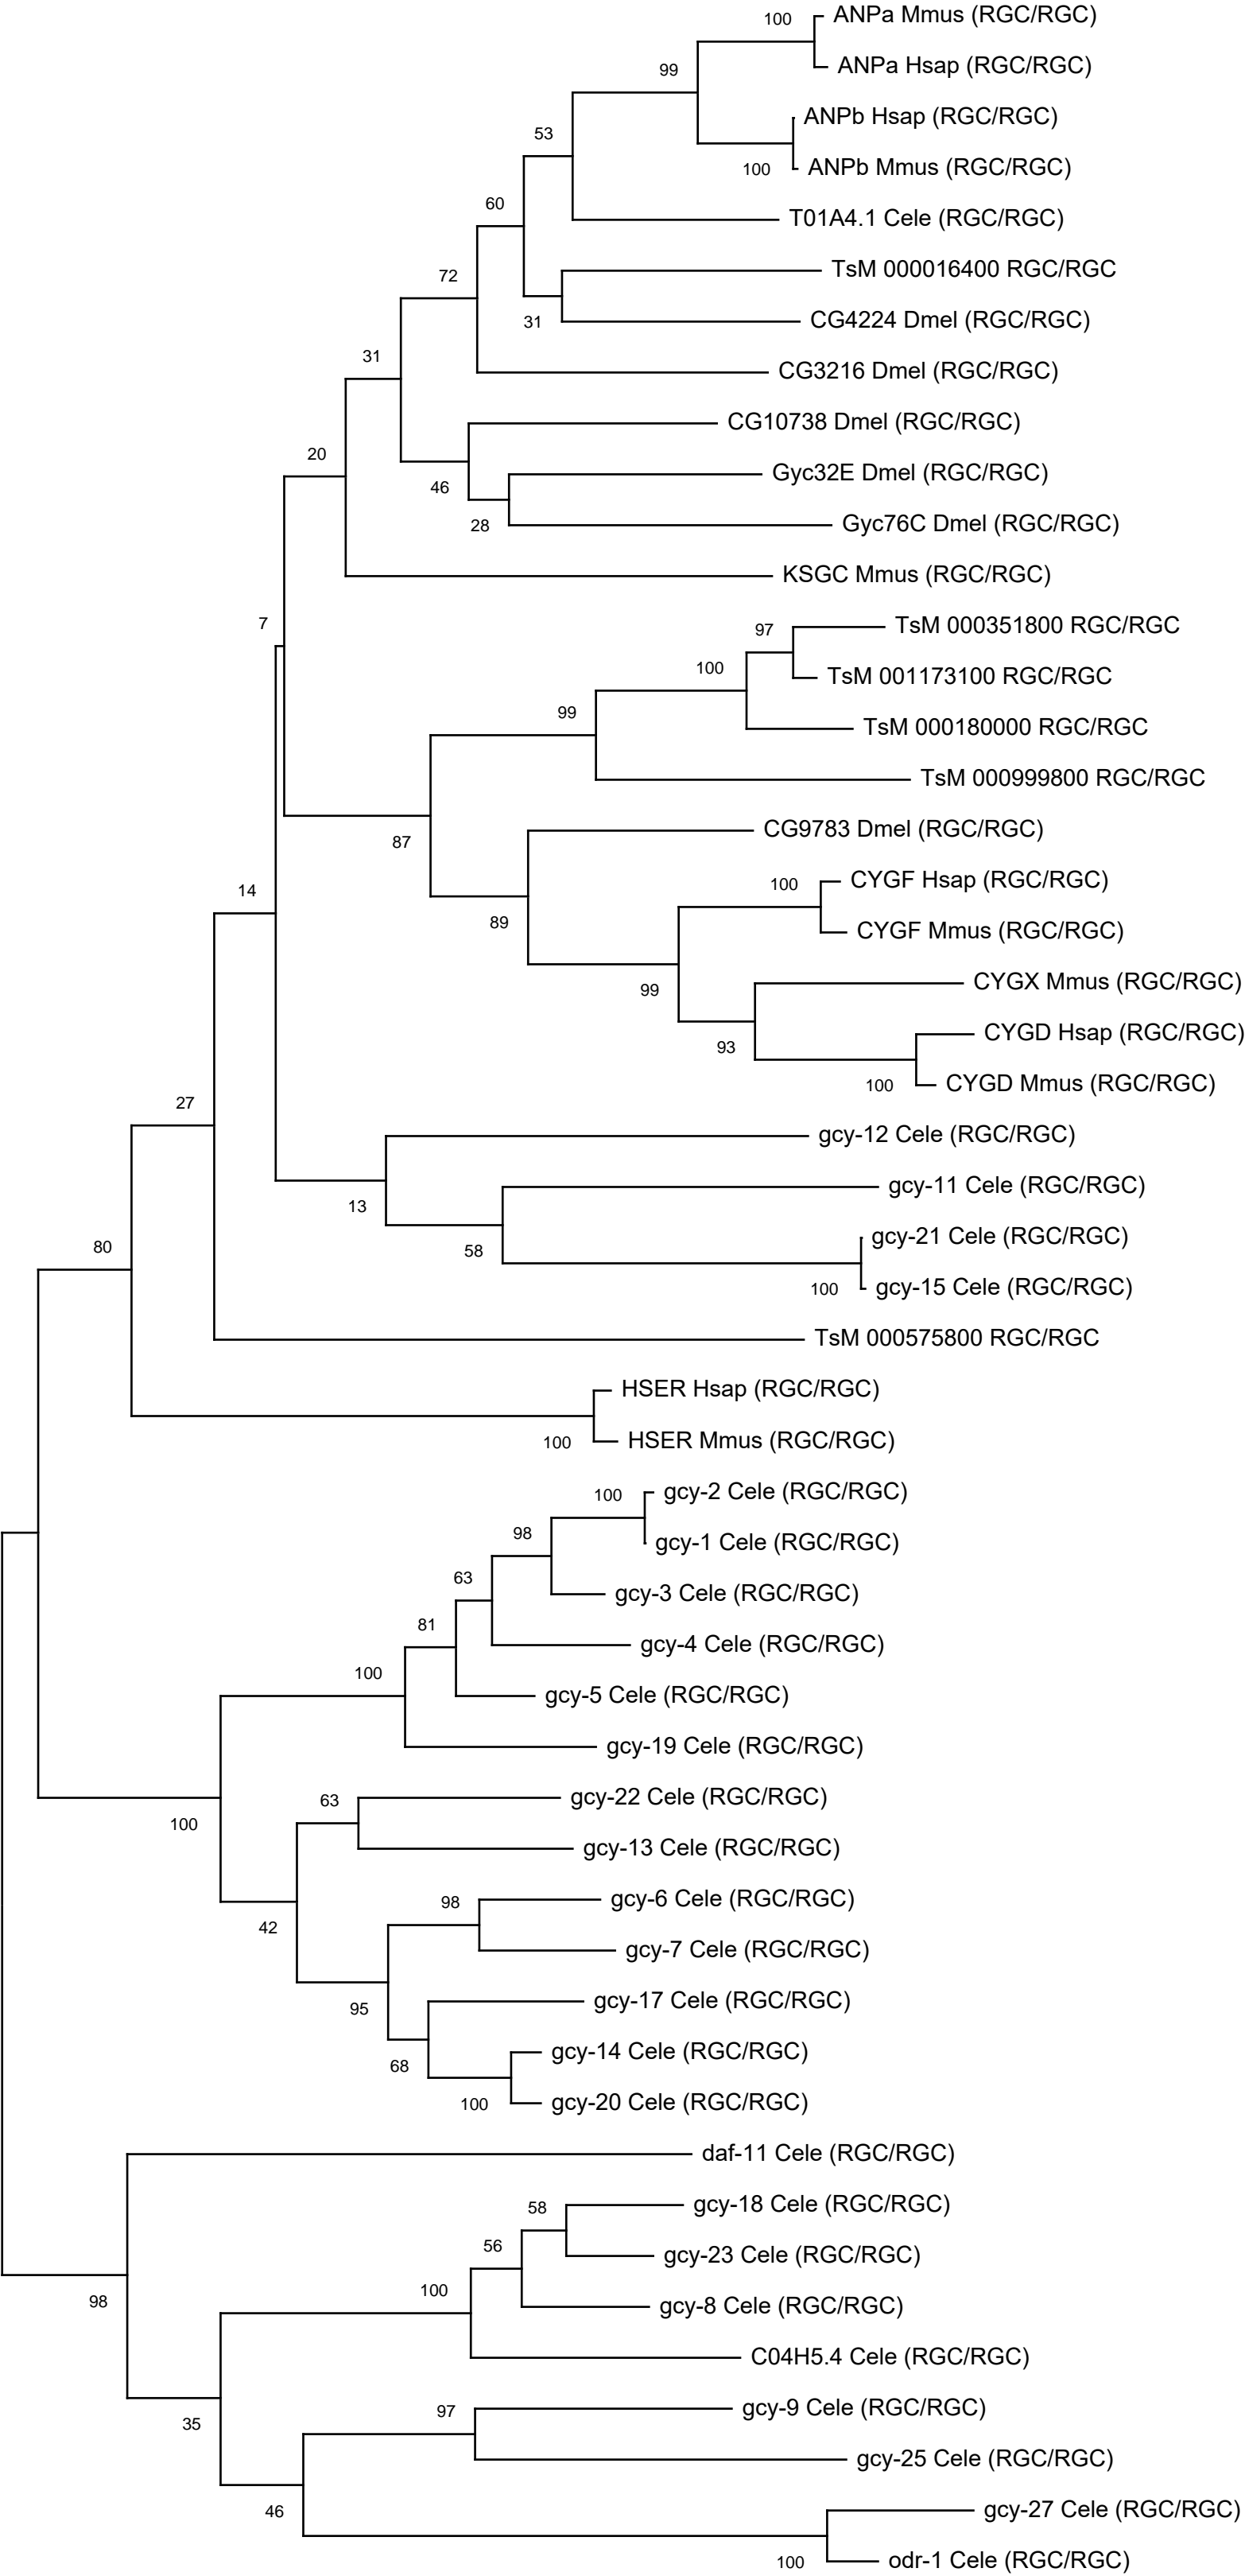 100
ANPa Mmus (RGC/RGC)
ANPa Hsap (RGC/RGC)
99
ANPb Hsap (RGC/RGC)
100
ANPb Mmus (RGC/RGC)
53
T01A4.1 Cele (RGC/RGC)
60
TsM 000016400 RGC/RGC
72
31
CG4224 Dmel (RGC/RGC)
CG3216 Dmel (RGC/RGC)
31
CG10738 Dmel (RGC/RGC)
20
Gyc32E Dmel (RGC/RGC)
46
28
Gyc76C Dmel (RGC/RGC)
KSGC Mmus (RGC/RGC)
7
97
TsM 000351800 RGC/RGC
100
TsM 001173100 RGC/RGC
99
TsM 000180000 RGC/RGC
TsM 000999800 RGC/RGC
87
CG9783 Dmel (RGC/RGC)
14
100
CYGF Hsap (RGC/RGC)
89
CYGF Mmus (RGC/RGC)
99
CYGX Mmus (RGC/RGC)
93
CYGD Hsap (RGC/RGC)
100
CYGD Mmus (RGC/RGC)
27
gcy-12 Cele (RGC/RGC)
13
gcy-11 Cele (RGC/RGC)
80
58
gcy-21 Cele (RGC/RGC)
100
gcy-15 Cele (RGC/RGC)
TsM 000575800 RGC/RGC
HSER Hsap (RGC/RGC)
100
HSER Mmus (RGC/RGC)
100
gcy-2 Cele (RGC/RGC)
98
gcy-1 Cele (RGC/RGC)
63
gcy-3 Cele (RGC/RGC)
81
gcy-4 Cele (RGC/RGC)
100
gcy-5 Cele (RGC/RGC)
gcy-19 Cele (RGC/RGC)
100
63
gcy-22 Cele (RGC/RGC)
gcy-13 Cele (RGC/RGC)
42
98
gcy-6 Cele (RGC/RGC)
gcy-7 Cele (RGC/RGC)
95
gcy-17 Cele (RGC/RGC)
68
gcy-14 Cele (RGC/RGC)
100
gcy-20 Cele (RGC/RGC)
daf-11 Cele (RGC/RGC)
58
gcy-18 Cele (RGC/RGC)
56
gcy-23 Cele (RGC/RGC)
98
100
gcy-8 Cele (RGC/RGC)
C04H5.4 Cele (RGC/RGC)
35
97
gcy-9 Cele (RGC/RGC)
gcy-25 Cele (RGC/RGC)
46
gcy-27 Cele (RGC/RGC)
100
odr-1 Cele (RGC/RGC)